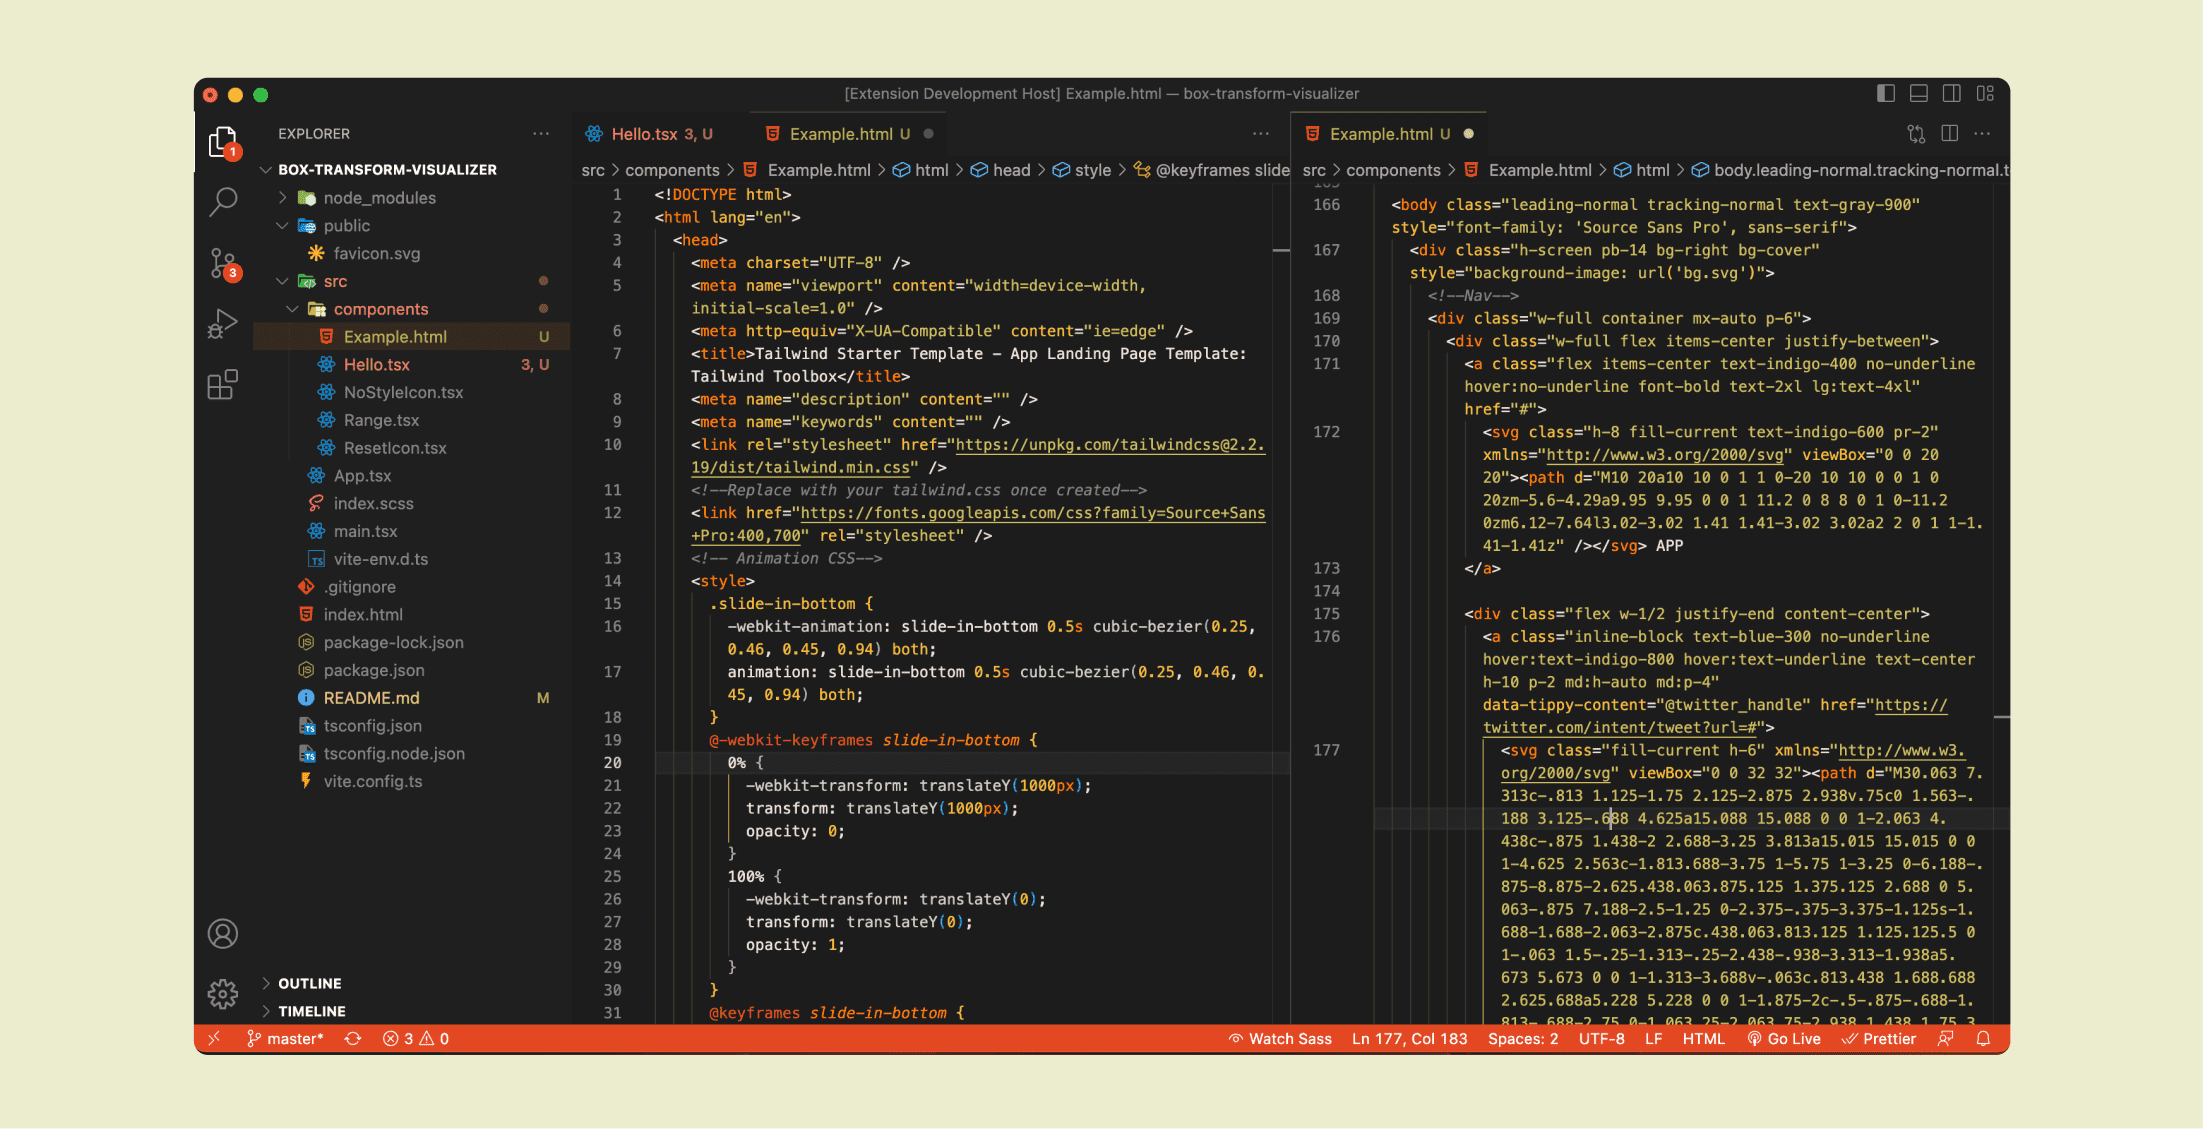 [Extension Development Host] Example.html — box-transform-visualizer
1
3
EXPLORER
BOX-TRANSFORM-VISUALIZER
node_modules
public
favicon.svg
src
components
Example.html U
Hello.tsx 3, U
NoStyleIcon.tsx
Range.tsx
ResetIcon.tsx
App.tsx
index.scss
main.tsx
vite-env.d.ts
.gitignore
index.html
package-lock.json
package.json
README.md M
tsconfig.json
tsconfig.node.json
vite.config.ts
OUTLINE
TIMELINE
Hello.tsx 3, U
Example.html U
src > components > Example.html > html > head > style > @keyframes slide
1 <!DOCTYPE html>
2 <html lang="en">
3 <head>
4 <meta charset="UTF-8" />
5 <meta name="viewport" content="width=device-width,
initial-scale=1.0" />
6 <meta http-equiv="X-UA-Compatible" content="ie=edge" />
7 <title>Tailwind Starter Template - App Landing Page Template:
Tailwind Toolbox</title>
8 <meta name="description" content="" />
9 <meta name="keywords" content="" />
10 <link rel="stylesheet" href="https://unpkg.com/tailwindcss@2.2.
19/dist/tailwind.min.css" />
11 <!--Replace with your tailwind.css once created-->
12 <link href="https://fonts.googleapis.com/css?family=Source+Sans
+Pro:400,700" rel="stylesheet" />
13 <!-- Animation CSS-->
14 <style>
15 .slide-in-bottom {
16 -webkit-animation: slide-in-bottom 0.5s cubic-bezier(0.25,
0.46, 0.45, 0.94) both;
17 animation: slide-in-bottom 0.5s cubic-bezier(0.25, 0.46, 0.
45, 0.94) both;
18 }
19 @-webkit-keyframes slide-in-bottom {
20 0% {
21 -webkit-transform: translateY(1000px);
22 transform: translateY(1000px);
23 opacity: 0;
24 }
25 100% {
26 -webkit-transform: translateY(0);
27 transform: translateY(0);
28 opacity: 1;
29 }
30 }
31 @keyframes slide-in-bottom {
Example.html U
src > components > Example.html > html > body.leading-normal.tracking-normal.t
166 <body class="leading-normal tracking-normal text-gray-900"
style="font-family: 'Source Sans Pro', sans-serif">
167 <div class="h-screen pb-14 bg-right bg-cover"
style="background-image: url('bg.svg')">
168 <!--Nav-->
169 <div class="w-full container mx-auto p-6">
170 <div class="w-full flex items-center justify-between">
171 <a class="flex items-center text-indigo-400 no-underline
hover:no-underline font-bold text-2xl lg:text-4xl"
href="#">
172 <svg class="h-8 fill-current text-indigo-600 pr-2"
xmlns="http://www.w3.org/2000/svg" viewBox="0 0 20
20"><path d="M10 20a10 10 0 1 1 0-20 10 10 0 0 1 0
20zm-5.6-4.29a9.95 9.95 0 0 1 11.2 0 8 8 0 1 0-11.2
0zm6.12-7.64l3.02-3.02 1.41 1.41-3.02 3.02a2 2 0 1 1-1.
41-1.41z" /></svg> APP
173 </a>
174
175 <div class="flex w-1/2 justify-end content-center">
176 <a class="inline-block text-blue-300 no-underline
hover:text-indigo-800 hover:text-underline text-center
h-10 p-2 md:h-auto md:p-4"
data-tippy-content="@twitter_handle" href="https://
twitter.com/intent/tweet?url=#">
177 <svg class="fill-current h-6" xmlns="http://www.w3.
org/2000/svg" viewBox="0 0 32 32"><path d="M30.063 7.
313c-.813 1.125-1.75 2.125-2.875 2.938v.75c0 1.563-.
188 3.125-.688 4.625a15.088 15.088 0 0 1-2.063 4.
438c-.875 1.438-2 2.688-3.25 3.813a15.015 15.015 0 0
1-4.625 2.563c-1.813.688-3.75 1-5.75 1-3.25 0-6.188-.
875-8.875-2.625.438.063.875.125 1.375.125 2.688 0 5.
063-.875 7.188-2.5-1.25 0-2.375-.375-3.375-1.125s-1.
688-1.688-2.063-2.875c.438.063.813.125 1.125.125.5 0
1-.063 1.5-.25-1.313-.25-2.438-.938-3.313-1.938a5.
673 5.673 0 0 1-1.313-3.688v-.063c.813.438 1.688.688
2.625.688a5.228 5.228 0 0 1-1.875-2c-.5-.875-.688-1.
813-.688-2.75 0-1.063.25-2.063.75-2.938 1.438 1.75 3.
master* 3 0 Watch Sass Ln 177, Col 183 Spaces: 2 UTF-8 LF HTML Go Live Prettier